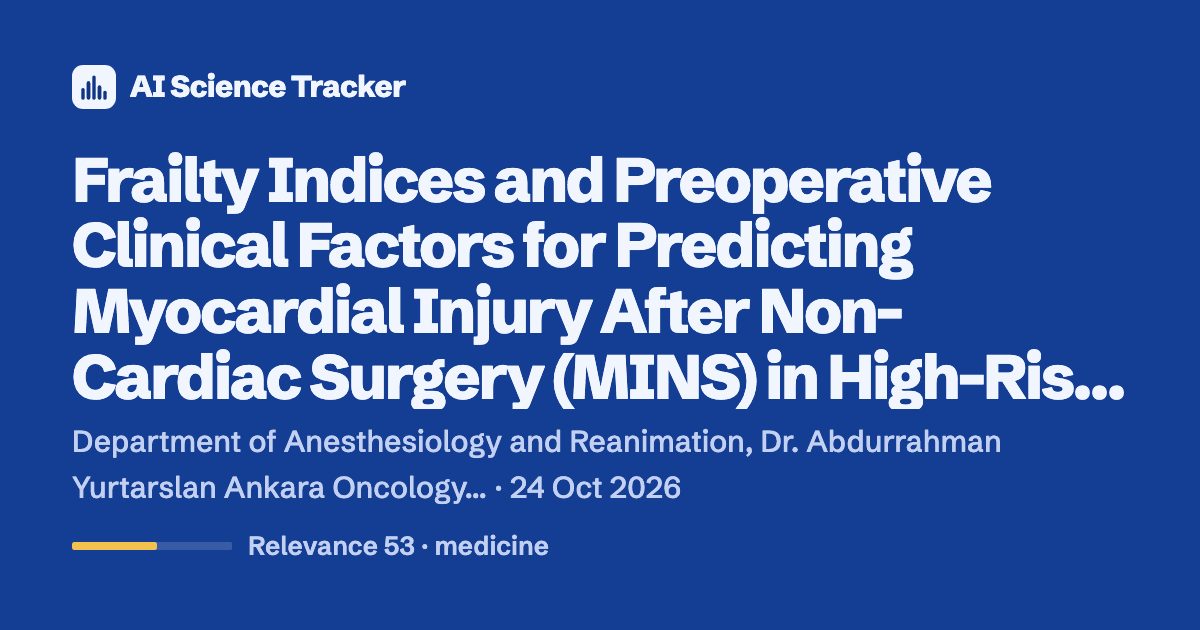 AI Science Tracker
Frailty Indices and Preoperative
Clinical Factors for Predicting
Myocardial Injury After Non-
Cardiac Surgery (MINS) in High-Ris...
Department of Anesthesiology and Reanimation, Dr. Abdurrahman
Yurtarslan Ankara Oncology... · 24 Oct 2026
Relevance 53 · medicine